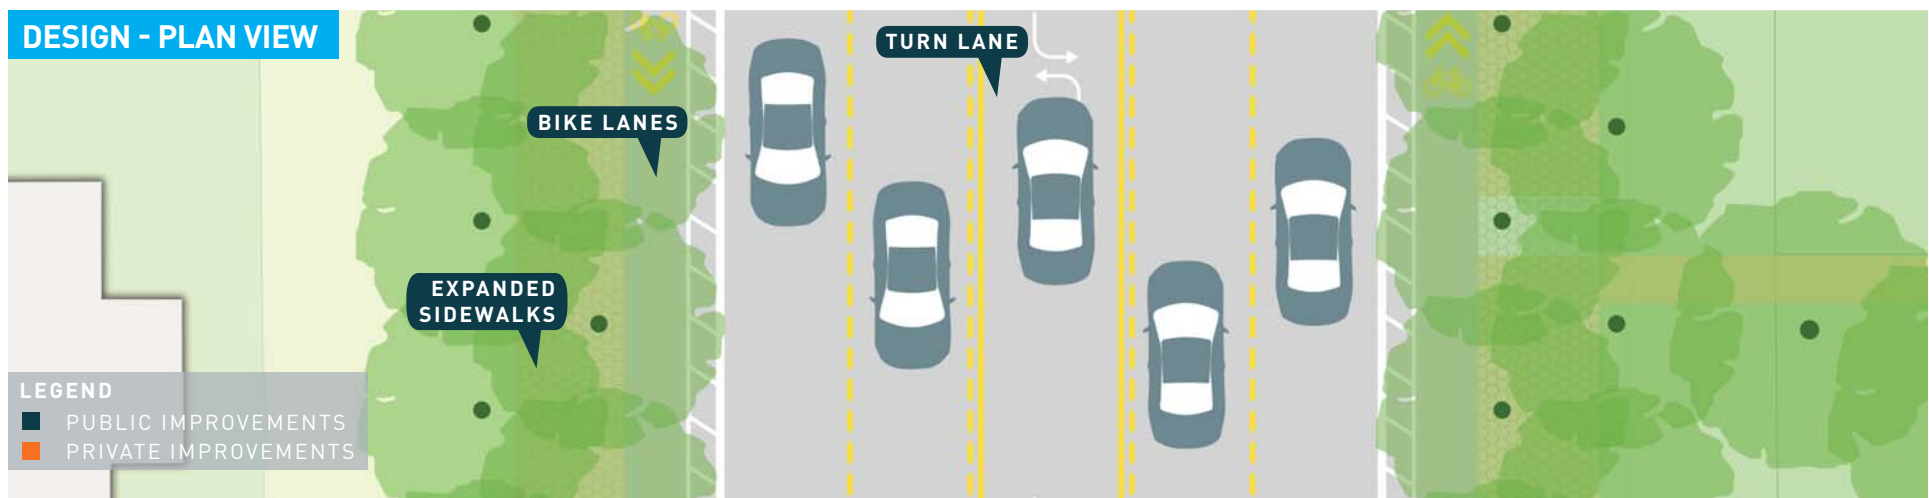 DESIGN - PLAN VIEW
TURN LANE
BIKE LANES
EXPANDED
SIDEWALKS
LEGEND
PUBLIC IMPROVEMENTS
PRIVATE IMPROVEMENTS